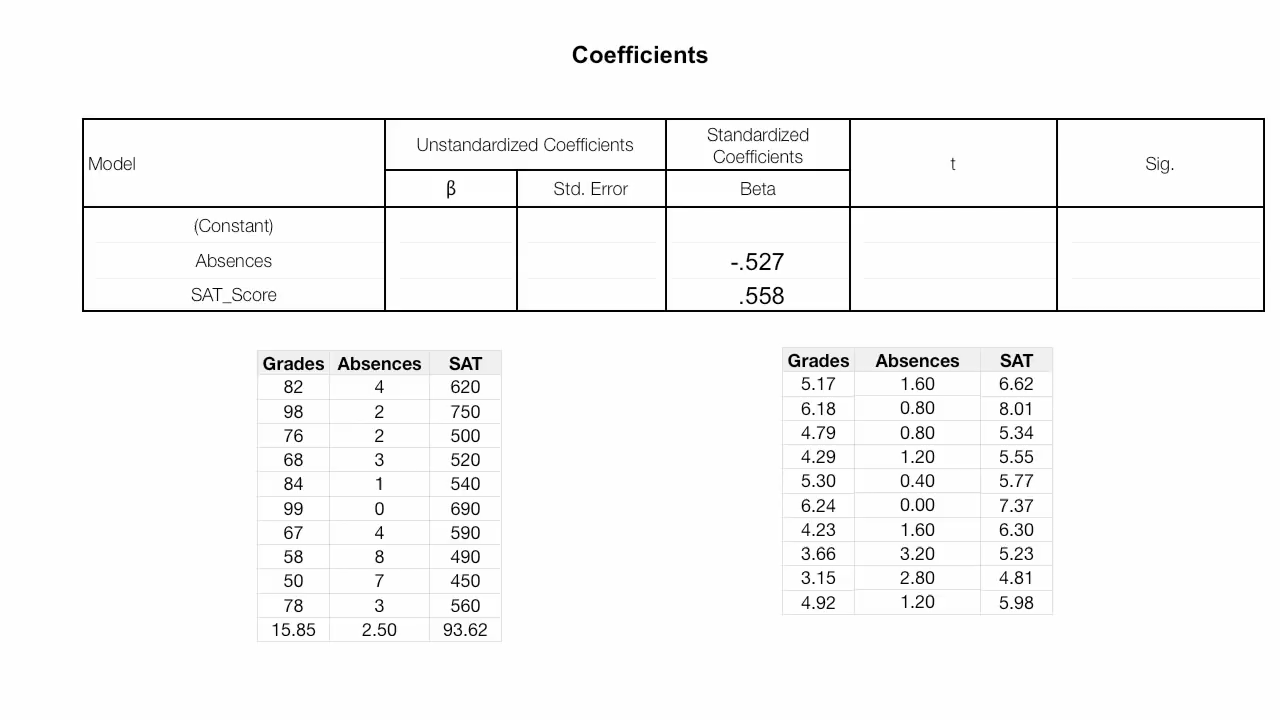 Coefficients
Model Unstandardized Coefficients Standardized Coefficients t Sig.
β Std. Error Beta
(Constant)
Absences -.527
SAT_Score .558
Grades Absences SAT
82 4 620
98 2 750
76 2 500
68 3 520
84 1 540
99 0 690
67 4 590
58 8 490
50 7 450
78 3 560
15.85 2.50 93.62
Grades Absences SAT
5.17 1.60 6.62
6.18 0.80 8.01
4.79 0.80 5.34
4.29 1.20 5.55
5.30 0.40 5.77
6.24 0.00 7.37
4.23 1.60 6.30
3.66 3.20 5.23
3.15 2.80 4.81
4.92 1.20 5.98